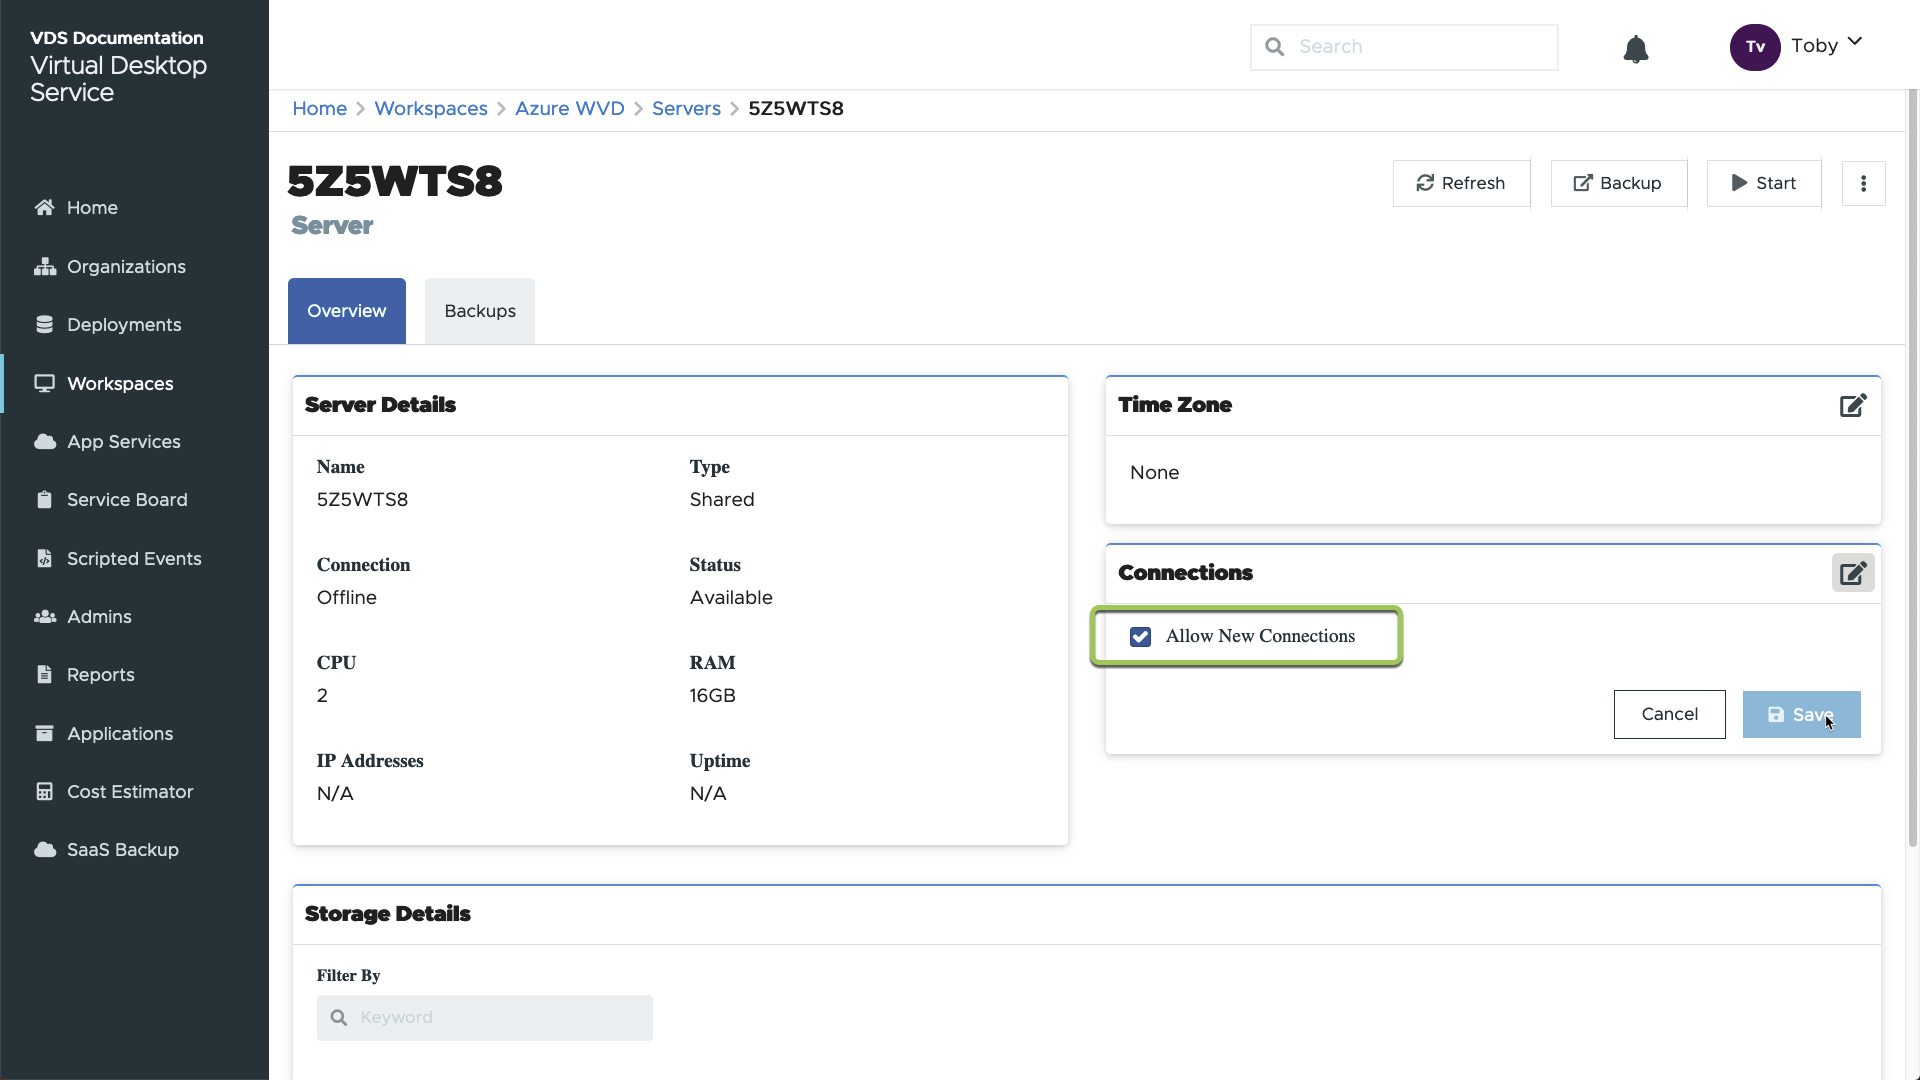 VDS Documentation
Virtual Desktop
Service
Search
Tv
Toby
Home
Workspaces
Azure WVD
Servers
5Z5WTS8
Home
Organizations
Deployments
Workspaces
App Services
Service Board
Scripted Events
Admins
Reports
Applications
Cost Estimator
SaaS Backup
5Z5WTS8
Server
Refresh
Backup
Start
Overview
Backups
Server Details
Name
5Z5WTS8
Type
Shared
Connection
Offline
Status
Available
CPU
2
RAM
16GB
IP Addresses
N/A
Uptime
N/A
Time Zone
None
Connections
Allow New Connections
Cancel
Save
Storage Details
Filter By
Keyword